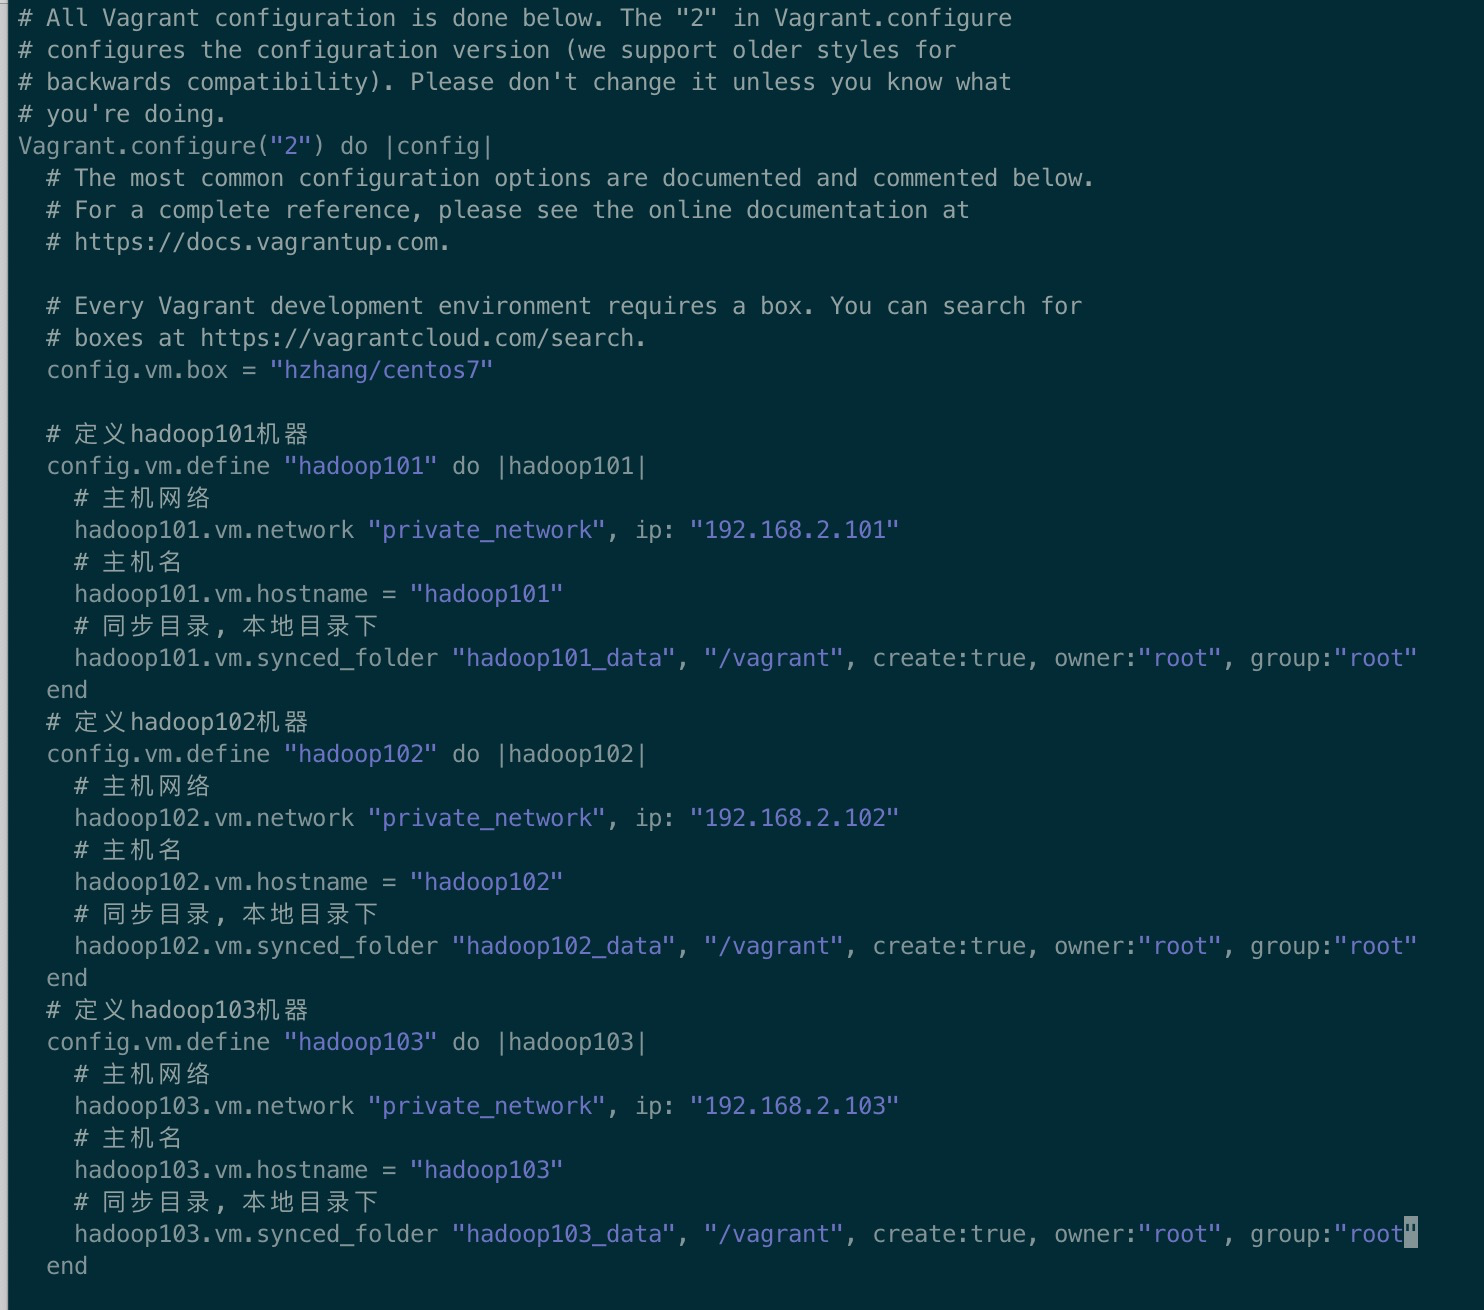 # All Vagrant configuration is done below. The "2" in Vagrant.configure
# configures the configuration version (we support older styles for
# backwards compatibility). Please don't change it unless you know what
# you're doing.
Vagrant.configure("2") do |config|
  # The most common configuration options are documented and commented below.
  # For a complete reference, please see the online documentation at
  # https://docs.vagrantup.com.

  # Every Vagrant development environment requires a box. You can search for
  # boxes at https://vagrantcloud.com/search.
  config.vm.box = "hzhang/centos7"

  # 定义hadoop101机器
  config.vm.define "hadoop101" do |hadoop101|
    # 主机网络
    hadoop101.vm.network "private_network", ip: "192.168.2.101"
    # 主机名
    hadoop101.vm.hostname = "hadoop101"
    # 同步目录, 本地目录下
    hadoop101.vm.synced_folder "hadoop101_data", "/vagrant", create:true, owner:"root", group:"root"
  end
  # 定义hadoop102机器
  config.vm.define "hadoop102" do |hadoop102|
    # 主机网络
    hadoop102.vm.network "private_network", ip: "192.168.2.102"
    # 主机名
    hadoop102.vm.hostname = "hadoop102"
    # 同步目录, 本地目录下
    hadoop102.vm.synced_folder "hadoop102_data", "/vagrant", create:true, owner:"root", group:"root"
  end
  # 定义hadoop103机器
  config.vm.define "hadoop103" do |hadoop103|
    # 主机网络
    hadoop103.vm.network "private_network", ip: "192.168.2.103"
    # 主机名
    hadoop103.vm.hostname = "hadoop103"
    # 同步目录, 本地目录下
    hadoop103.vm.synced_folder "hadoop103_data", "/vagrant", create:true, owner:"root", group:"root"
  end